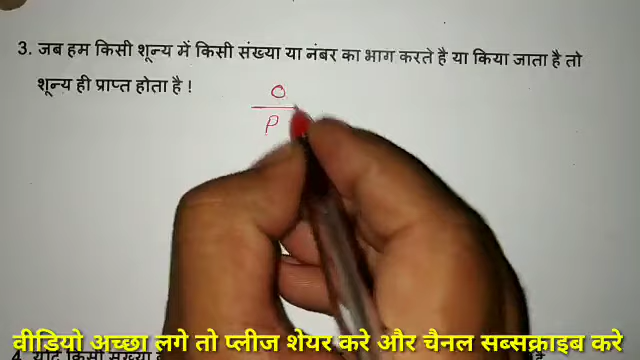 3. जब हम किसी शून्य में किसी संख्या या नंबर का भाग करते है या किया जाता है तो
शून्य ही प्राप्त होता है !
0
P
4. यदि किसी संख्या
वीडियो अच्छा लगे तो प्लीज शेयर करे और चैनल सब्सक्राइब करे